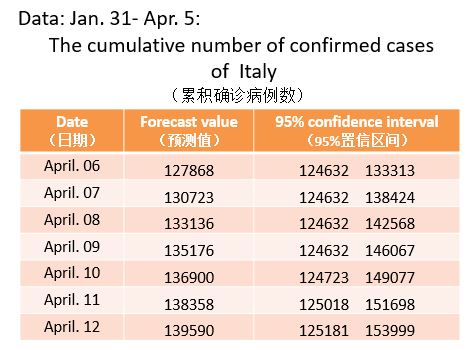 Data: Jan. 31- Apr. 5:
The cumulative number of confirmed cases
of Italy
（累积确诊病例数）
Date Forecast value 95% confidence interval
（日期） （预测值） （95%置信区间）
April. 06 127868 124632 133313
April. 07 130723 124632 138424
April. 08 133136 124632 142568
April. 09 135176 124632 146067
April. 10 136900 124723 149077
April. 11 138358 125018 151698
April. 12 139590 125181 153999